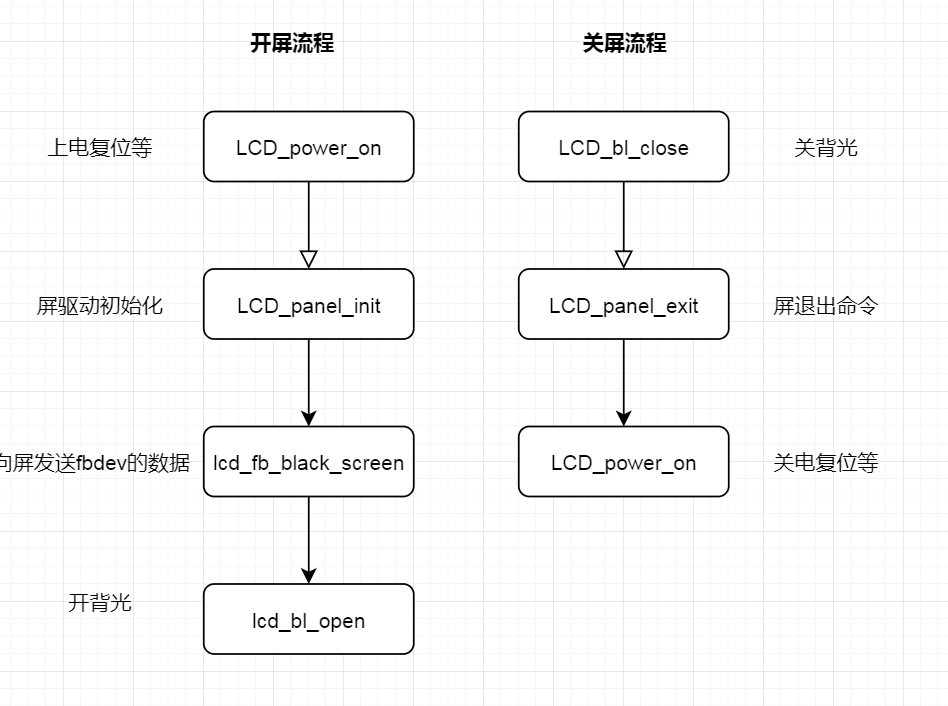 开屏流程
关屏流程
上电复位等
LCD_power_on
LCD_bl_close
关背光
屏驱动初始化
LCD_panel_init
LCD_panel_exit
屏退出命令
向屏发送fbdev的数据
lcd_fb_black_screen
LCD_power_on
关电复位等
开背光
lcd_bl_open